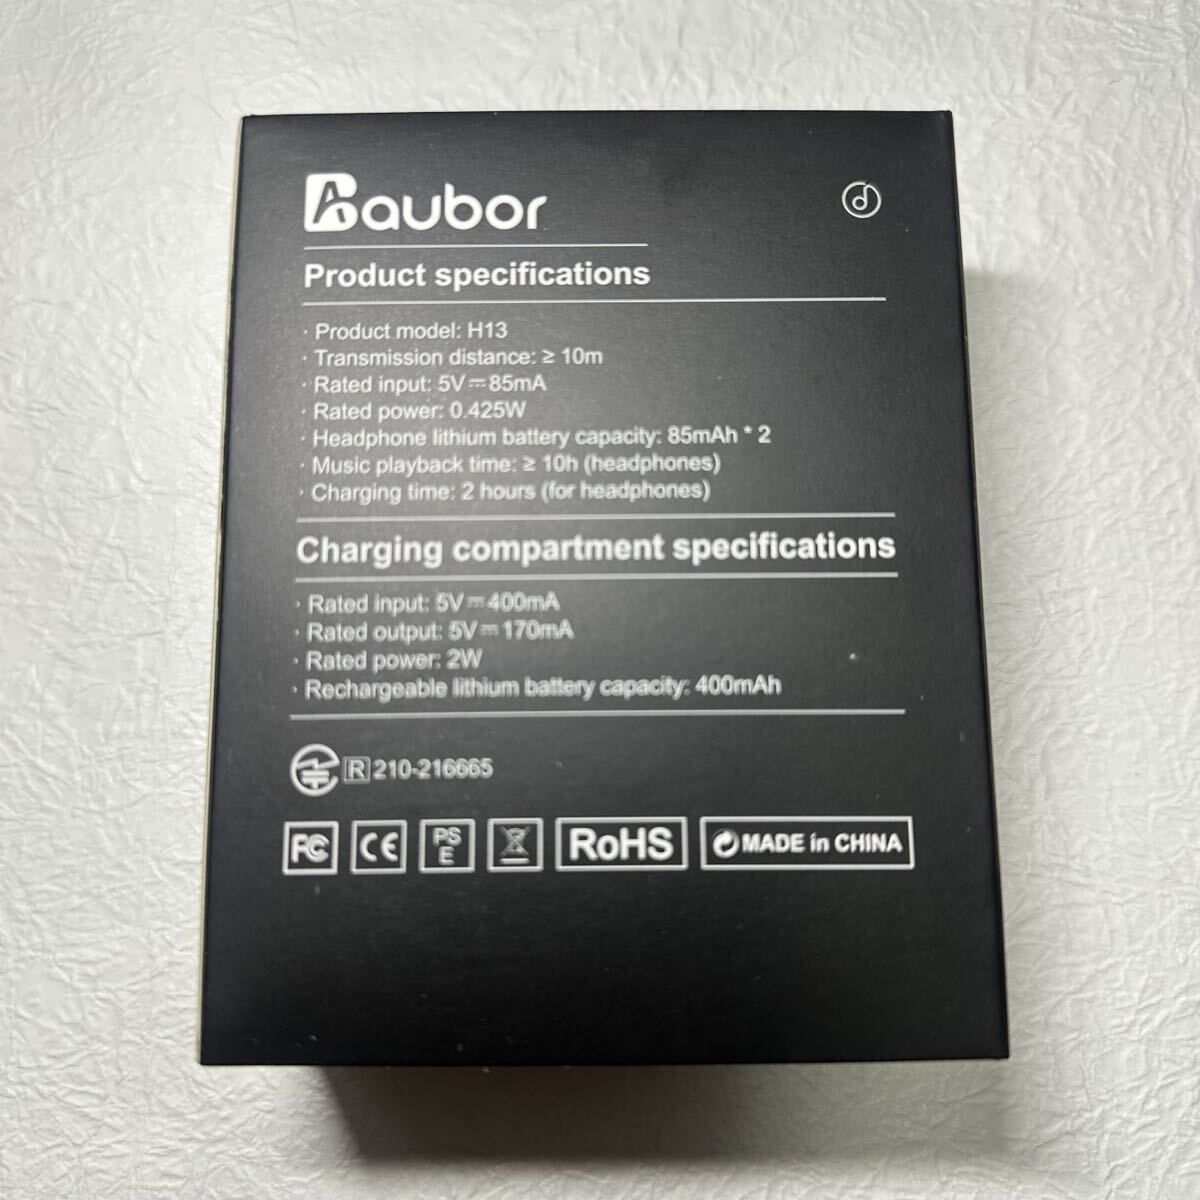 Baubor
Product specifications
· Product model: H13
· Transmission distance: ≥ 10m
· Rated input: 5V⎓85mA
· Rated power: 0.425W
· Headphone lithium battery capacity: 85mAh * 2
· Music playback time: ≥ 10h (headphones)
· Charging time: 2 hours (for headphones)
Charging compartment specifications
· Rated input: 5V⎓400mA
· Rated output: 5V⎓170mA
· Rated power: 2W
· Rechargeable lithium battery capacity: 400mAh
R 210-216665
FC CE PSE RoHS MADE in CHINA